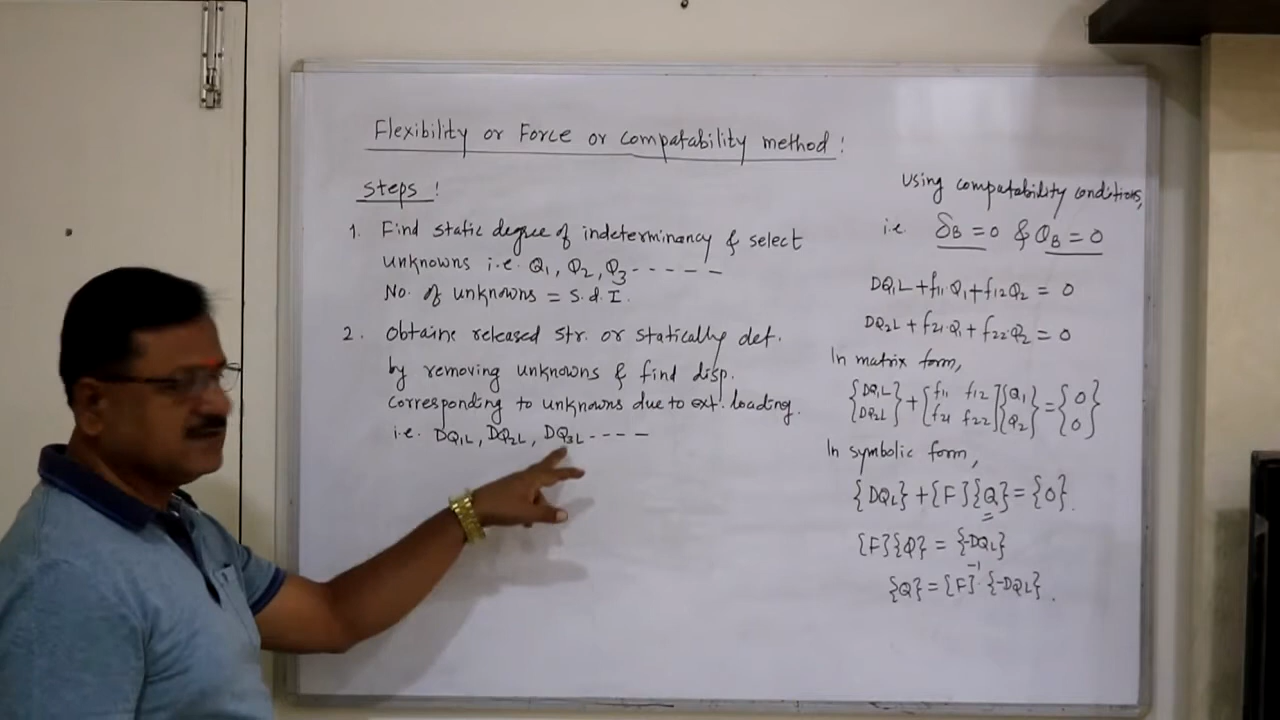 Flexibility or Force or compatability method :
Steps :
1. Find static degree of indeterminancy & select
unknowns i.e. Q1, Q2, Q3 - - - - -
No. of unknowns = S.d.I.
2. Obtaine released str. or statically det.
by removing unknowns & find disp.
corresponding to unknowns due to ext. loading.
i.e. DQ1L, DQ2L, DQ3L - - - -
Using compatability conditions,
i.e. δB = 0 & θB = 0
DQ1L + f11·Q1 + f12Q2 = 0
DQ2L + f21·Q1 + f22·Q2 = 0
In matrix form,
{DQ1L DQ2L} + [f11 f12 f21 f22]{Q1 Q2} = {0 0}
In symbolic form,
{DQL} + [F]{Q} = {0}.
[F]{Q} = {-DQL}
{Q} = [F]⁻¹·{-DQL}.